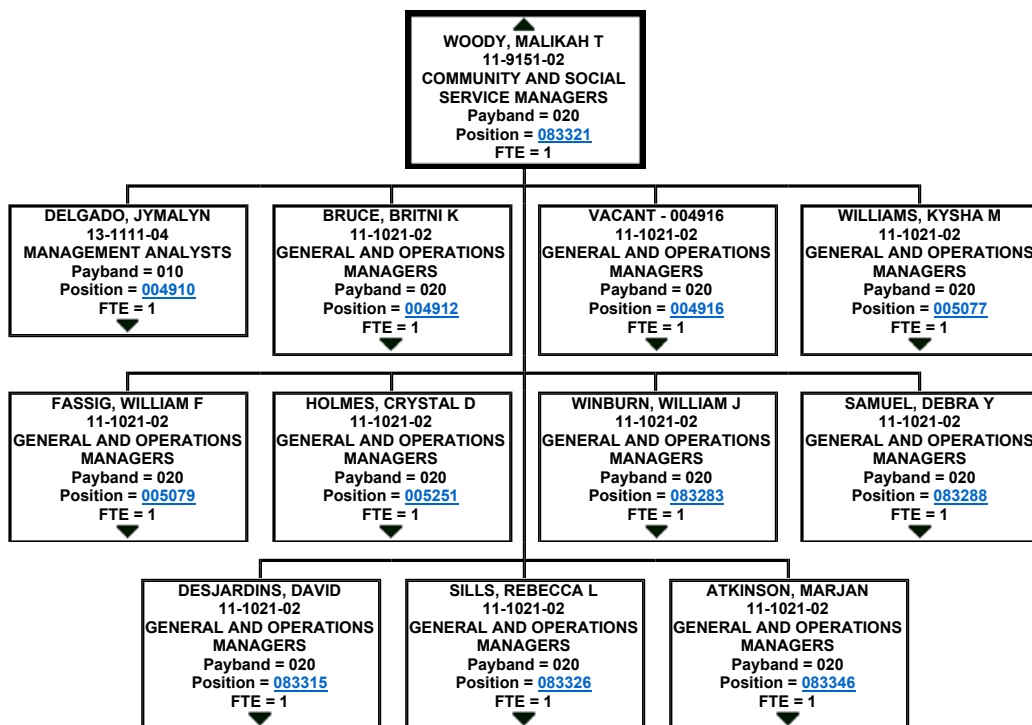 WOODY, MALIKAH T
11-9151-02
COMMUNITY AND SOCIAL
SERVICE MANAGERS
Payband = 020
Position = 083321
FTE = 1
DELGADO, JYMALYN
13-1111-04
MANAGEMENT ANALYSTS
Payband = 010
Position = 004910
FTE = 1
BRUCE, BRITNI K
11-1021-02
GENERAL AND OPERATIONS
MANAGERS
Payband = 020
Position = 004912
FTE = 1
VACANT - 004916
11-1021-02
GENERAL AND OPERATIONS
MANAGERS
Payband = 020
Position = 004916
FTE = 1
WILLIAMS, KYSHA M
11-1021-02
GENERAL AND OPERATIONS
MANAGERS
Payband = 020
Position = 005077
FTE = 1
FASSIG, WILLIAM F
11-1021-02
GENERAL AND OPERATIONS
MANAGERS
Payband = 020
Position = 005079
FTE = 1
HOLMES, CRYSTAL D
11-1021-02
GENERAL AND OPERATIONS
MANAGERS
Payband = 020
Position = 005251
FTE = 1
WINBURN, WILLIAM J
11-1021-02
GENERAL AND OPERATIONS
MANAGERS
Payband = 020
Position = 083283
FTE = 1
SAMUEL, DEBRA Y
11-1021-02
GENERAL AND OPERATIONS
MANAGERS
Payband = 020
Position = 083288
FTE = 1
DESJARDINS, DAVID
11-1021-02
GENERAL AND OPERATIONS
MANAGERS
Payband = 020
Position = 083315
FTE = 1
SILLS, REBECCA L
11-1021-02
GENERAL AND OPERATIONS
MANAGERS
Payband = 020
Position = 083326
FTE = 1
ATKINSON, MARJAN
11-1021-02
GENERAL AND OPERATIONS
MANAGERS
Payband = 020
Position = 083346
FTE = 1